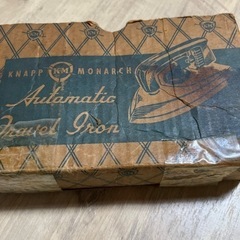 KNAPP KM MONARCH
Automatic
Travel Iron